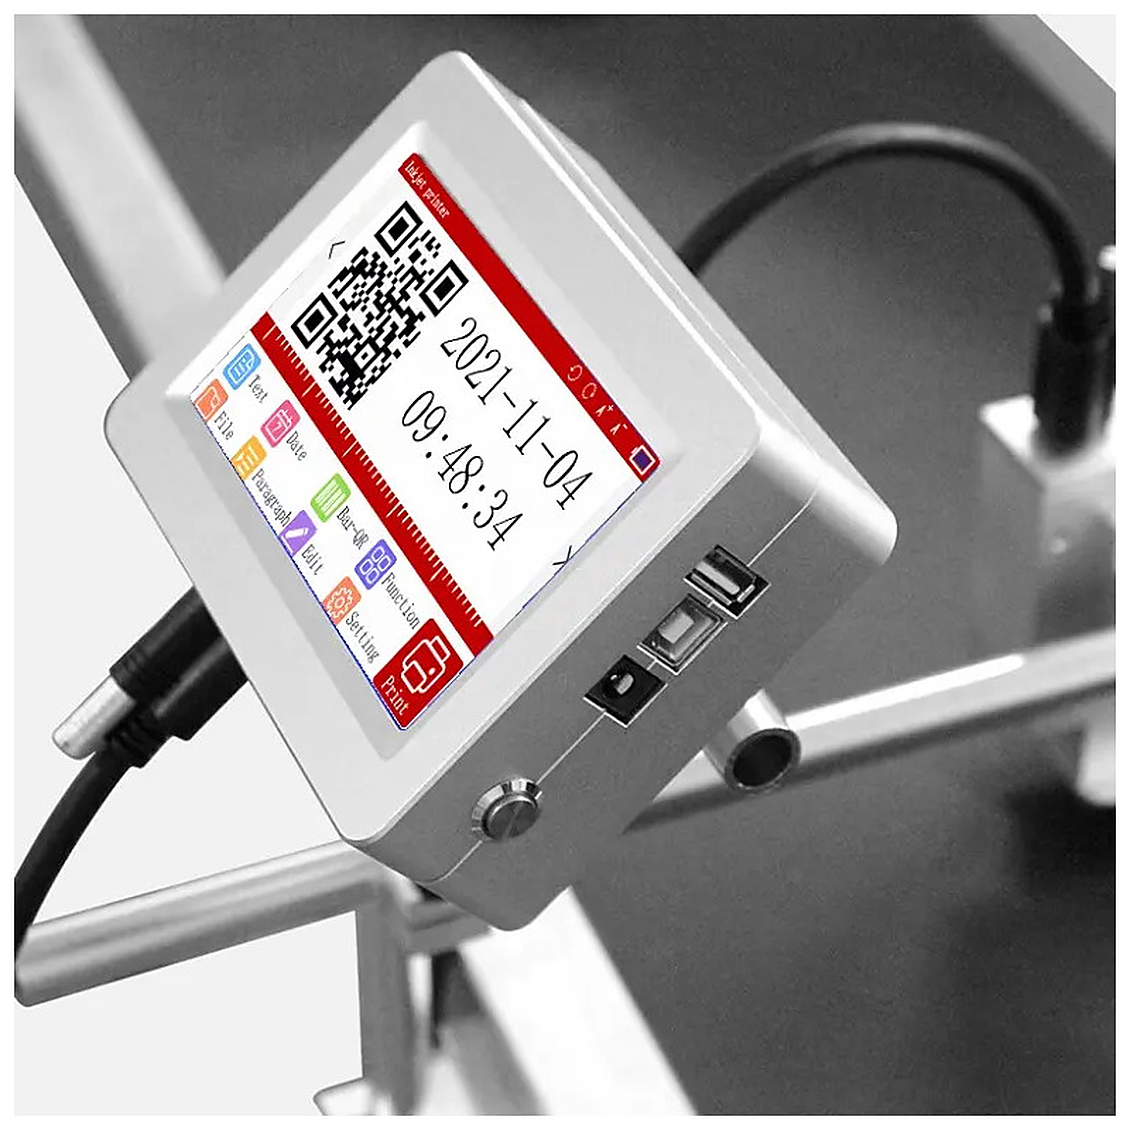 Inkjet printer
A+ A-
2021-11-04
09:48:34
Text
Date
Bar-QR
Function
File
Paragraph
Edit
Setting
Print